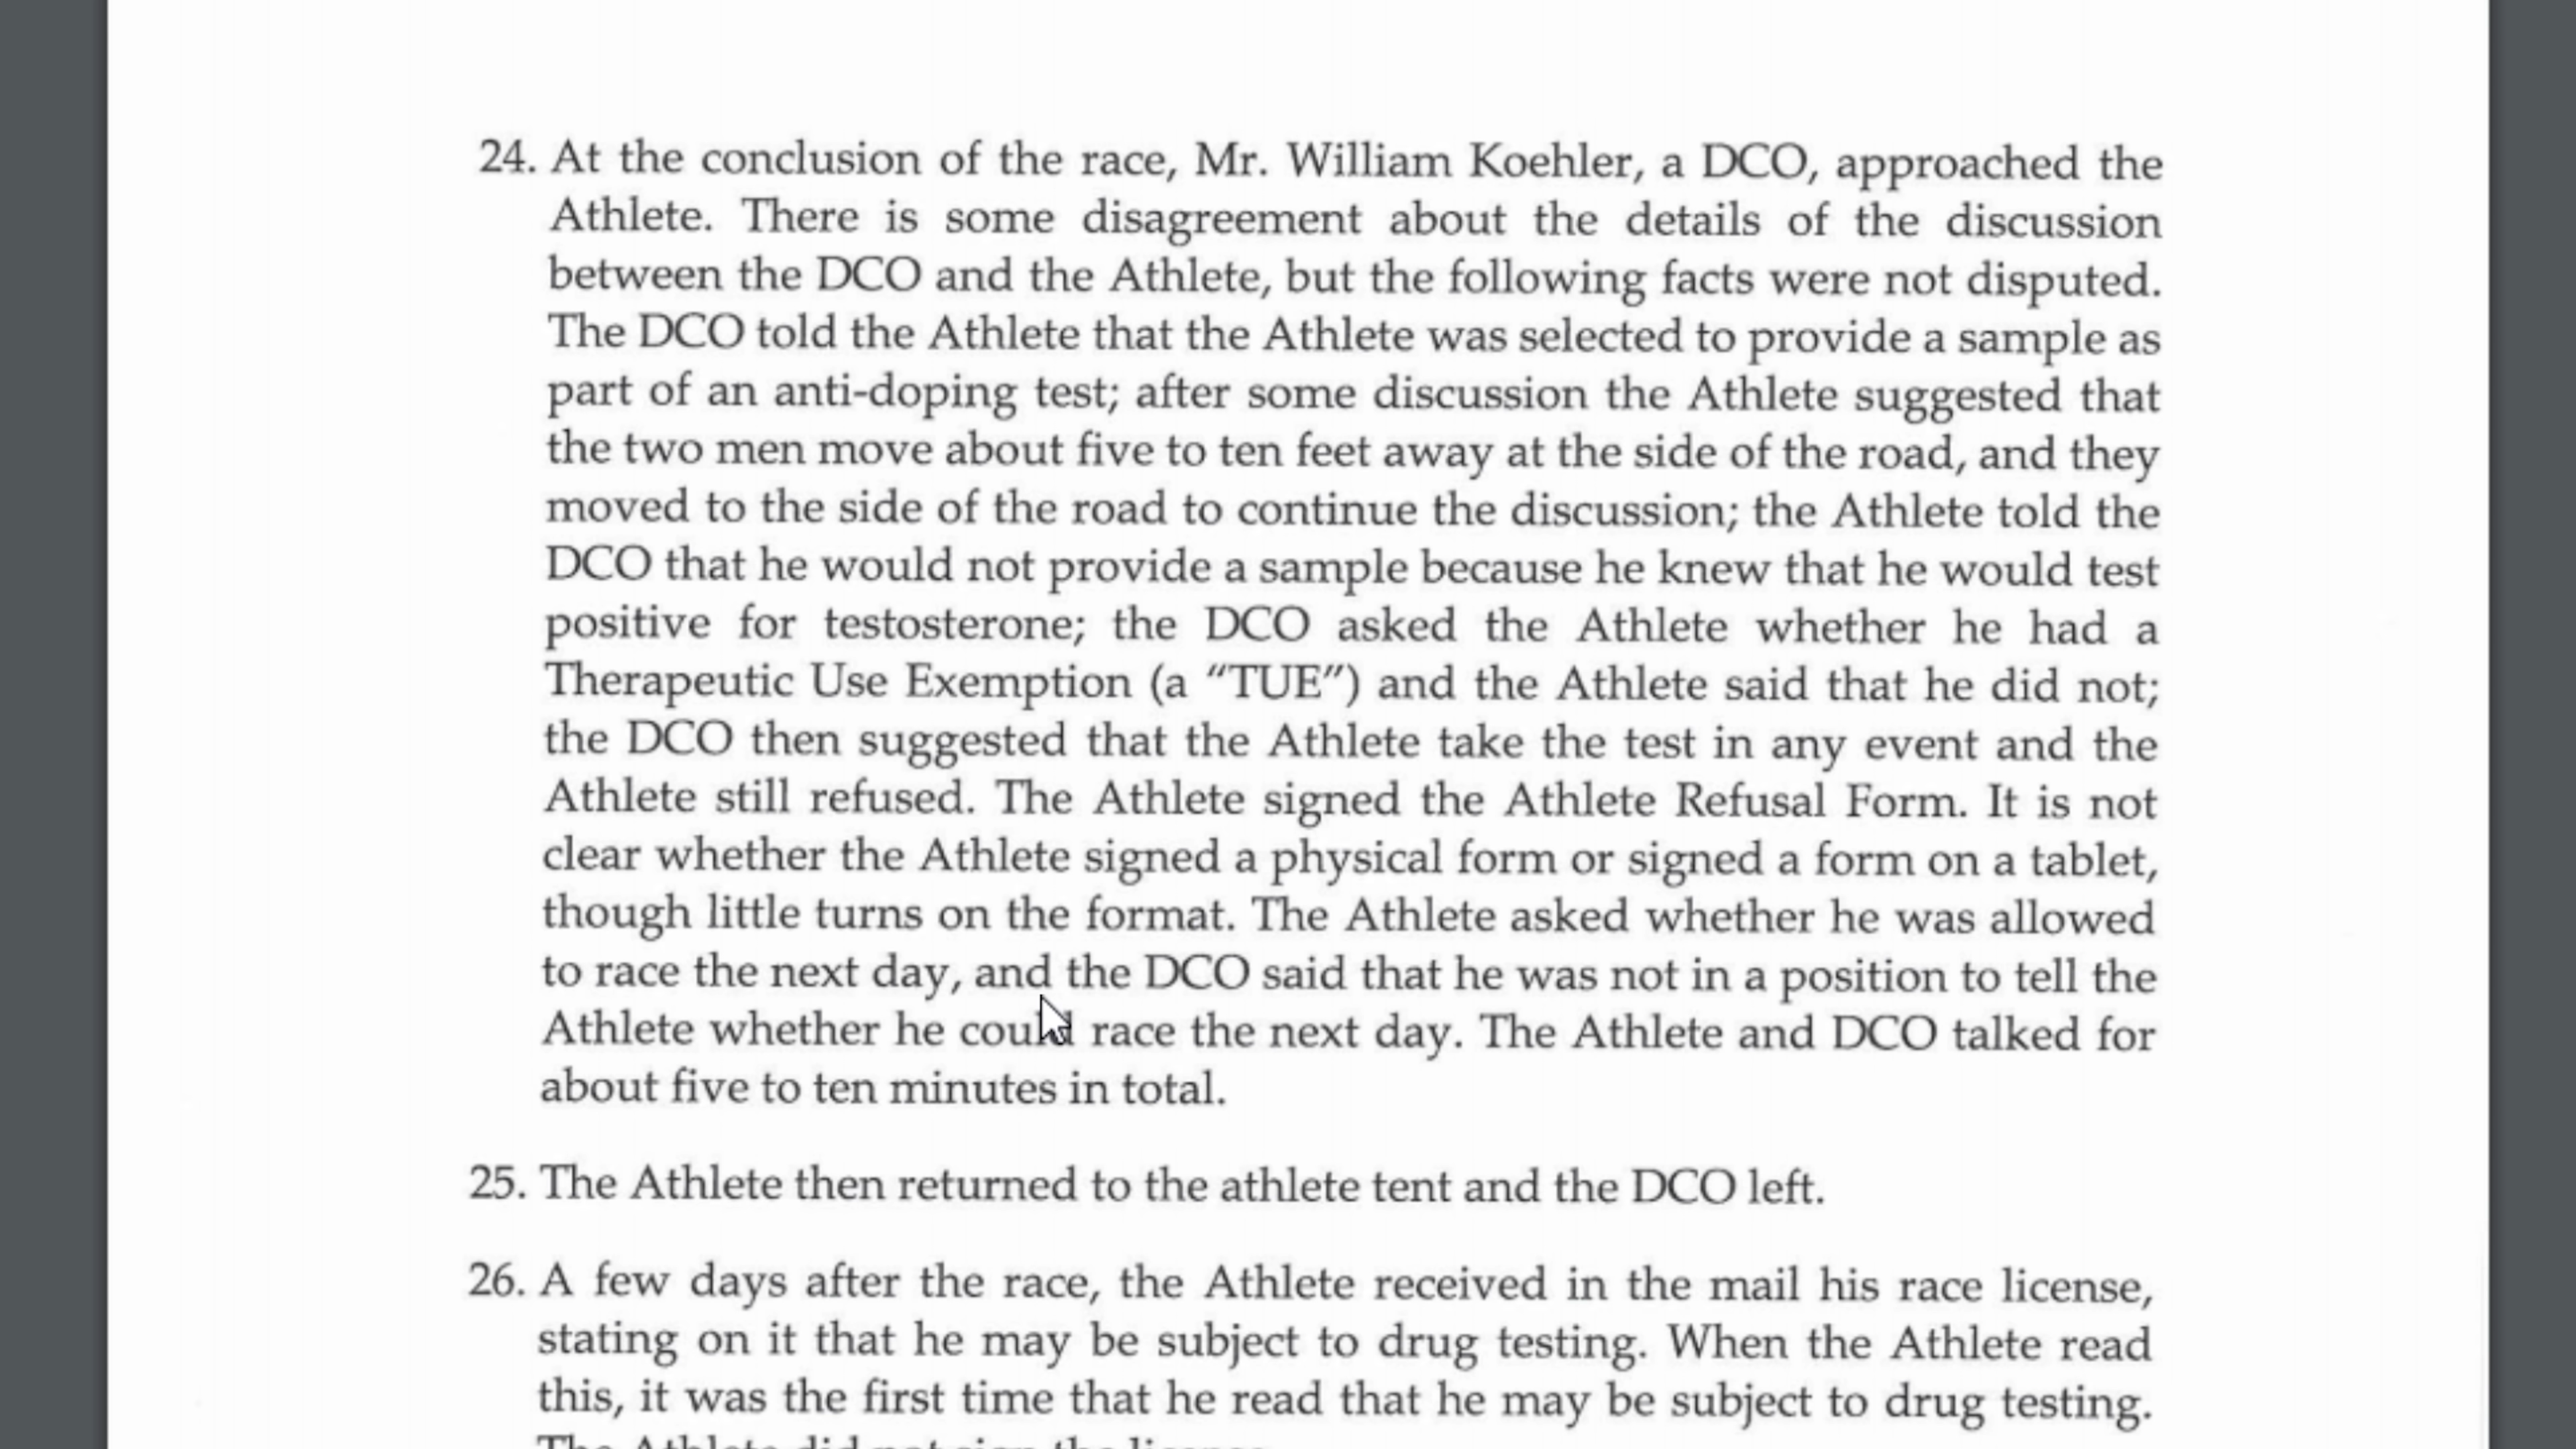 24. At the conclusion of the race, Mr. William Koehler, a DCO, approached the
Athlete. There is some disagreement about the details of the discussion
between the DCO and the Athlete, but the following facts were not disputed.
The DCO told the Athlete that the Athlete was selected to provide a sample as
part of an anti-doping test; after some discussion the Athlete suggested that
the two men move about five to ten feet away at the side of the road, and they
moved to the side of the road to continue the discussion; the Athlete told the
DCO that he would not provide a sample because he knew that he would test
positive for testosterone; the DCO asked the Athlete whether he had a
Therapeutic Use Exemption (a “TUE”) and the Athlete said that he did not;
the DCO then suggested that the Athlete take the test in any event and the
Athlete still refused. The Athlete signed the Athlete Refusal Form. It is not
clear whether the Athlete signed a physical form or signed a form on a tablet,
though little turns on the format. The Athlete asked whether he was allowed
to race the next day, and the DCO said that he was not in a position to tell the
Athlete whether he could race the next day. The Athlete and DCO talked for
about five to ten minutes in total.
25. The Athlete then returned to the athlete tent and the DCO left.
26. A few days after the race, the Athlete received in the mail his race license,
stating on it that he may be subject to drug testing. When the Athlete read
this, it was the first time that he read that he may be subject to drug testing.
The Athlete did not sign the license.